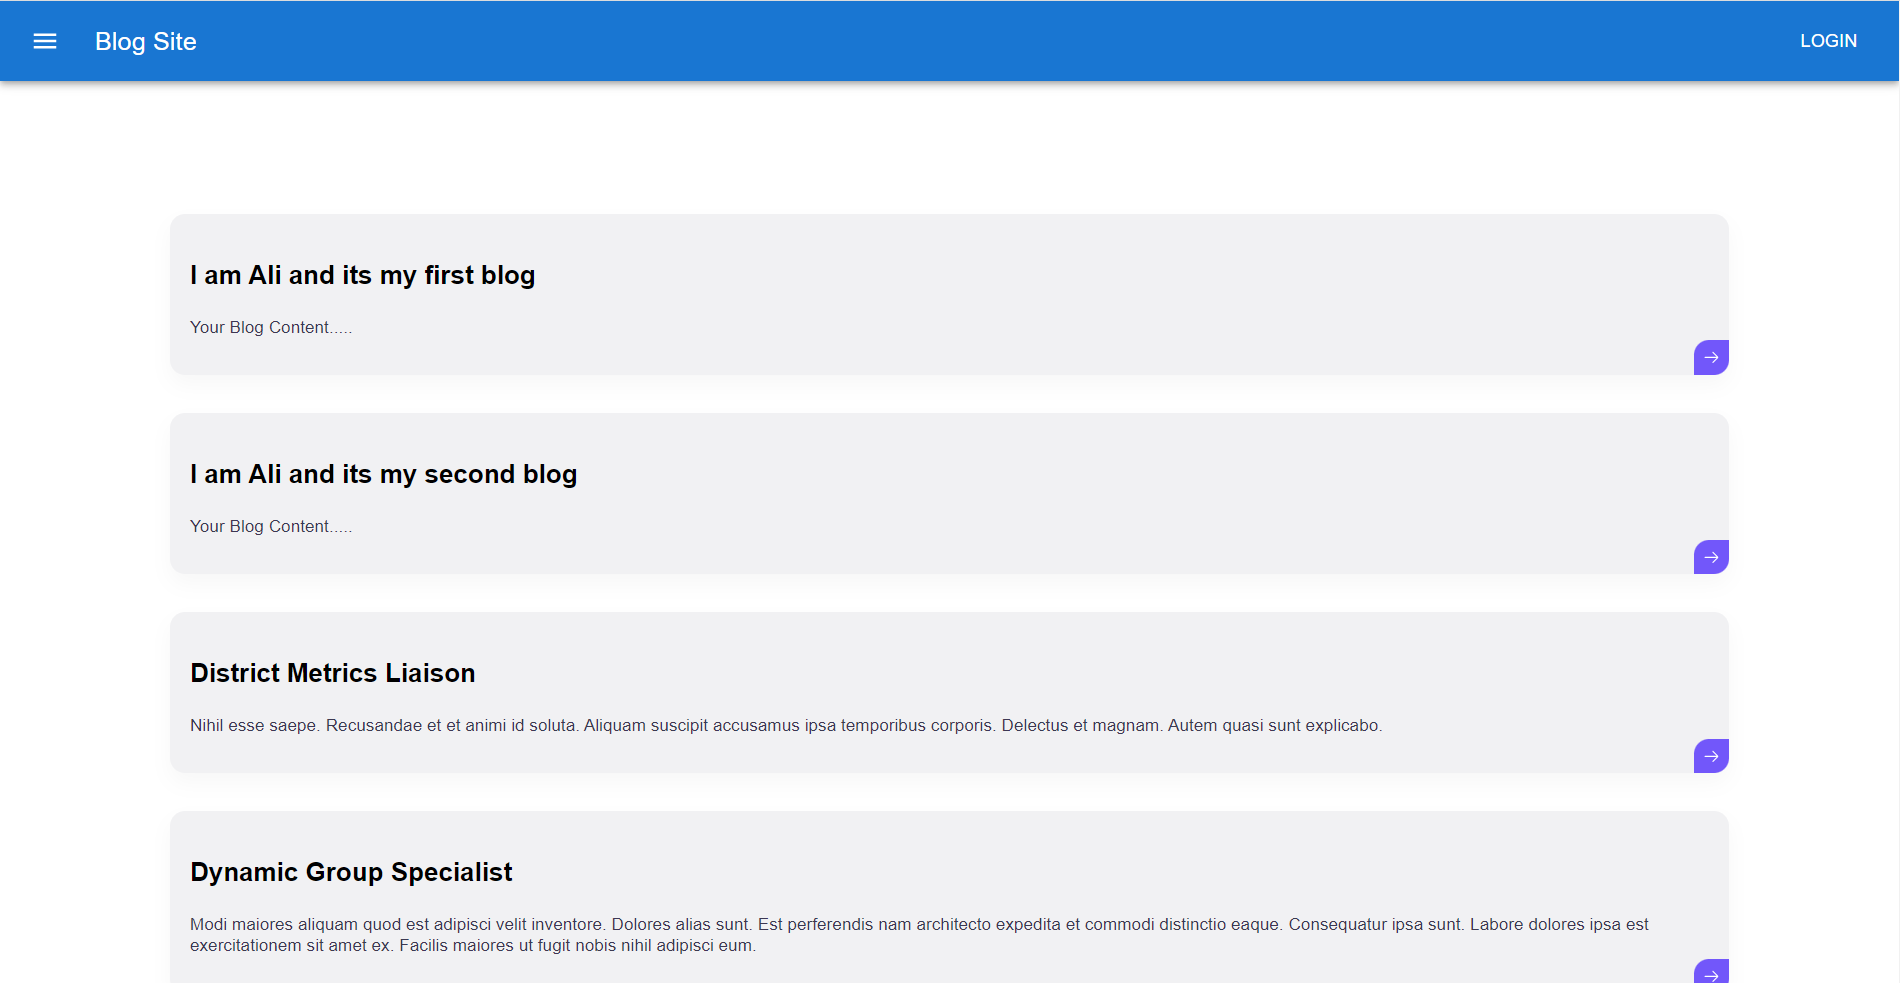 Blog Site
LOGIN
I am Ali and its my first blog
Your Blog Content.....
I am Ali and its my second blog
Your Blog Content.....
District Metrics Liaison
Nihil esse saepe. Recusandae et et animi id soluta. Aliquam suscipit accusamus ipsa temporibus corporis. Delectus et magnam. Autem quasi sunt explicabo.
Dynamic Group Specialist
Modi maiores aliquam quod est adipisci velit inventore. Dolores alias sunt. Est perferendis nam architecto expedita et commodi distinctio eaque. Consequatur ipsa sunt. Labore dolores ipsa est
exercitationem sit amet ex. Facilis maiores ut fugit nobis nihil adipisci eum.